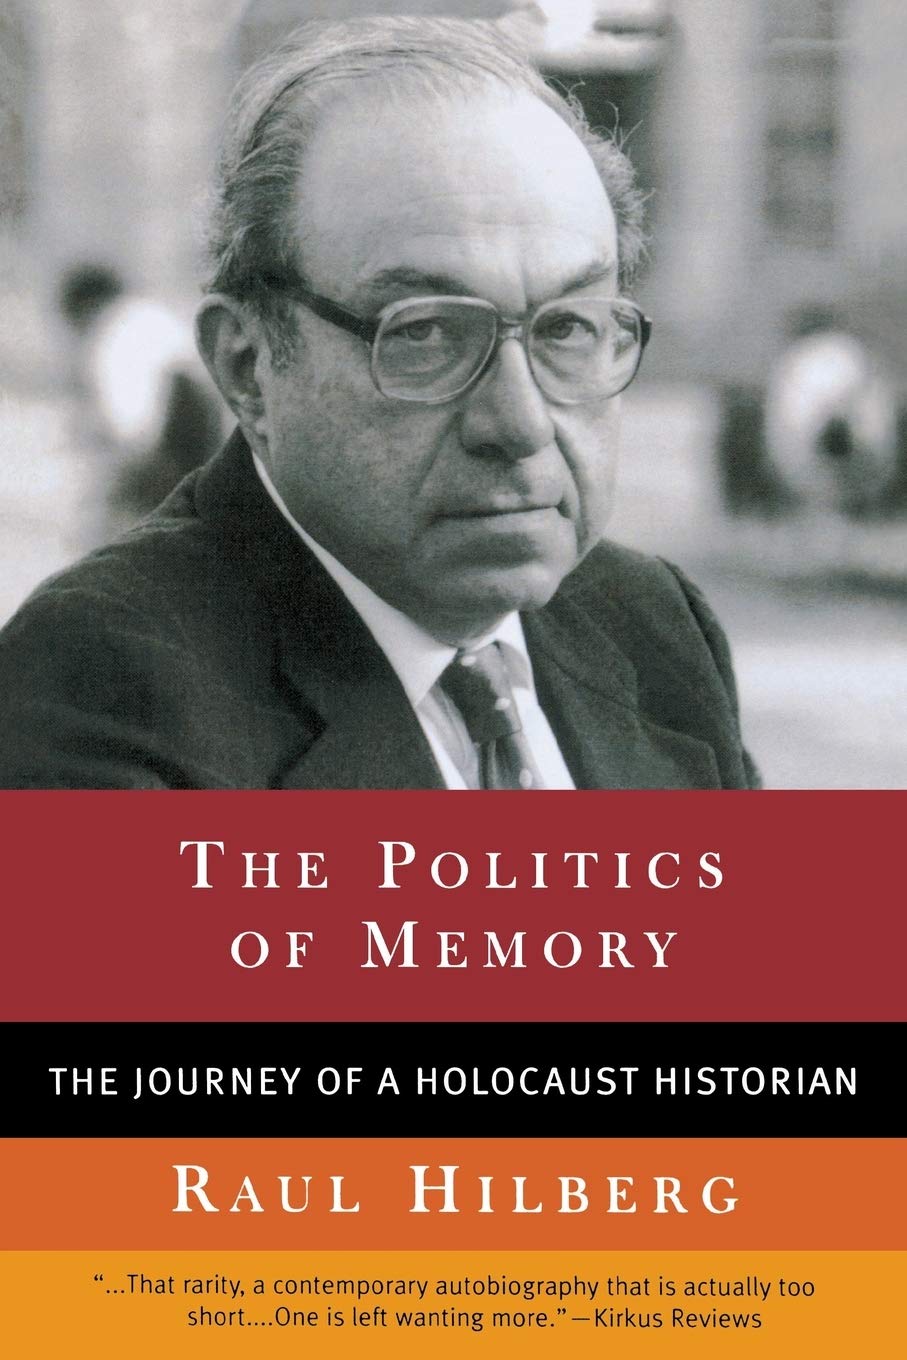 THE POLITICS
OF MEMORY
THE JOURNEY OF A HOLOCAUST HISTORIAN
RAUL HILBERG
“...That rarity, a contemporary autobiography that is actually too
short....One is left wanting more.”—Kirkus Reviews